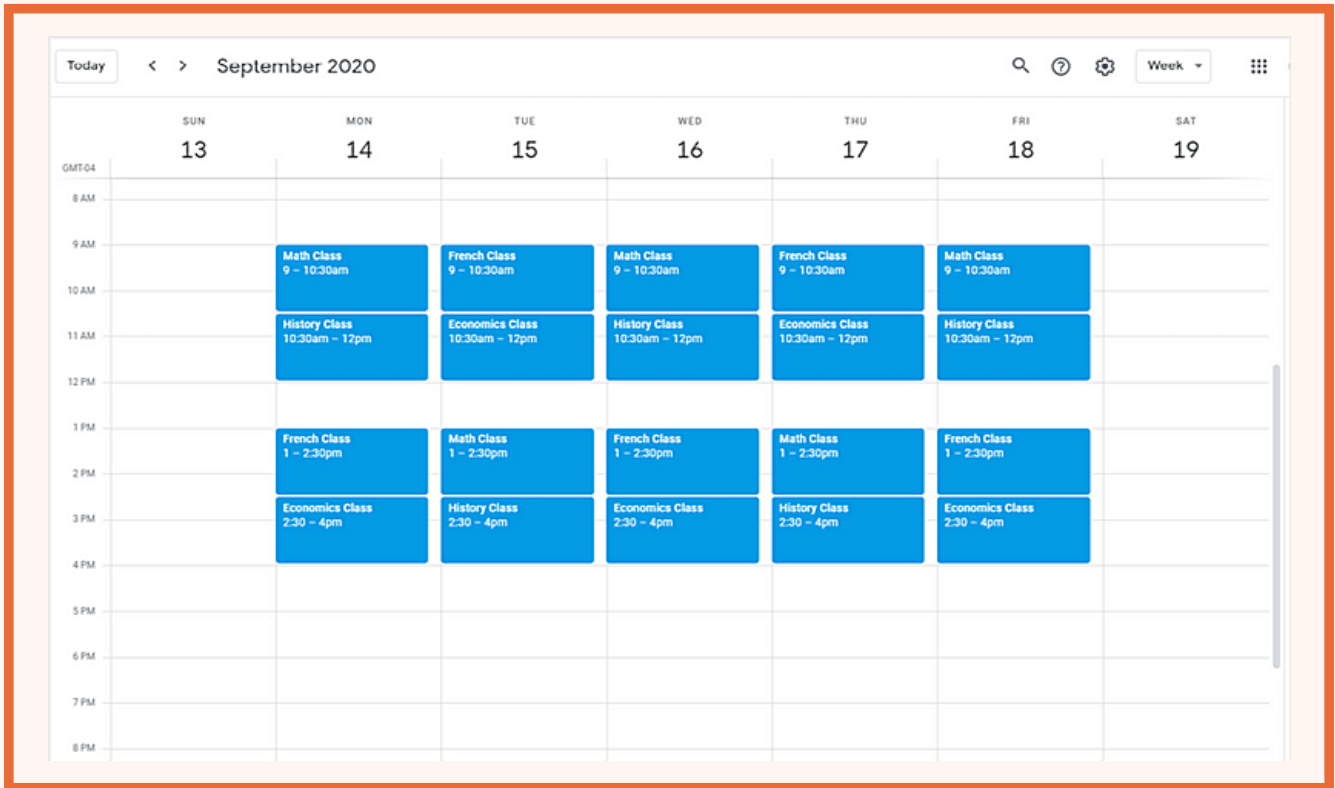 Today
September 2020
Week
SUN MON TUE WED THU FRI SAT
13 14 15 16 17 18 19
GMT-04
8 AM
9 AM
Math Class French Class Math Class French Class Math Class
9 – 10:30am 9 – 10:30am 9 – 10:30am 9 – 10:30am 9 – 10:30am
10 AM
History Class Economics Class History Class Economics Class History Class
11 AM
10:30am – 12pm 10:30am – 12pm 10:30am – 12pm 10:30am – 12pm 10:30am – 12pm
12 PM
1 PM
French Class Math Class French Class Math Class French Class
1 – 2:30pm 1 – 2:30pm 1 – 2:30pm 1 – 2:30pm 1 – 2:30pm
2 PM
Economics Class History Class Economics Class History Class Economics Class
3 PM
2:30 – 4pm 2:30 – 4pm 2:30 – 4pm 2:30 – 4pm 2:30 – 4pm
4 PM
5 PM
6 PM
7 PM
8 PM